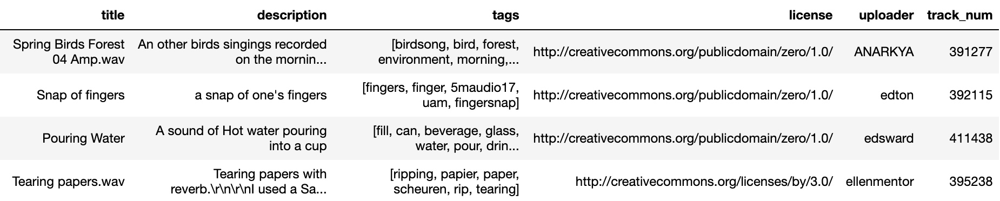 title description tags license uploader track_num
Spring Birds Forest An other birds singings recorded [birdsong, bird, forest,
04 Amp.wav on the mornin... environment, morning,... http://creativecommons.org/publicdomain/zero/1.0/ ANARKYA 391277
Snap of fingers a snap of one's fingers [fingers, finger, 5maudio17,
uam, fingersnap] http://creativecommons.org/publicdomain/zero/1.0/ edton 392115
Pouring Water A sound of Hot water pouring [fill, can, beverage, glass,
into a cup water, pour, drin... http://creativecommons.org/publicdomain/zero/1.0/ edsward 411438
Tearing papers.wav Tearing papers with [ripping, papier, paper,
reverb.\r\n\r\nI used a Sa... scheuren, rip, tearing] http://creativecommons.org/licenses/by/3.0/ ellenmentor 395238